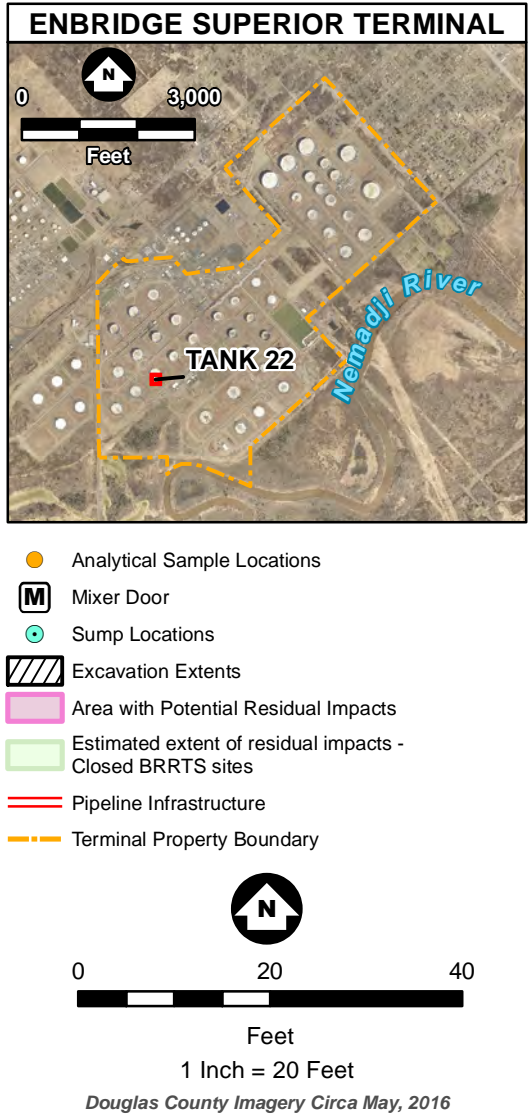 ENBRIDGE SUPERIOR TERMINAL
N
0 3,000
Feet
Nemadji River
TANK 22
Analytical Sample Locations
M Mixer Door
Sump Locations
Excavation Extents
Area with Potential Residual Impacts
Estimated extent of residual impacts -
Closed BRRTS sites
Pipeline Infrastructure
Terminal Property Boundary
N
0 20 40
Feet
1 Inch = 20 Feet
Douglas County Imagery Circa May, 2016